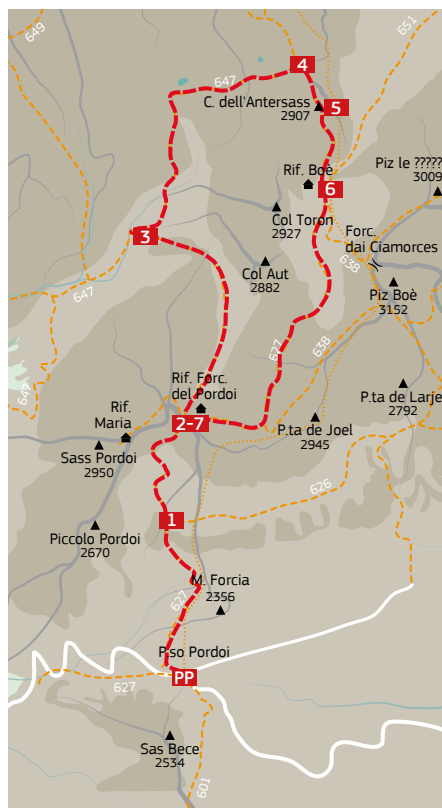 649
651
4
647
C. dell'Antersass
2907
5
Rif. Boè
Piz le ?????
3009
6
Col Toron
2927
3
Forc.
dai Ciamorces
638
Col Aut
2882
Piz Boè
3152
647
627
638
647
Rif. Forc.
del Pordoi
P.ta de Larje
2792
Rif.
Maria
2-7
P.ta de Joel
2945
Sass Pordoi
2950
626
1
Piccolo Pordoi
2670
M. Forcia
2356
627
P.so Pordoi
PP
627
Sas Bece
2534
601